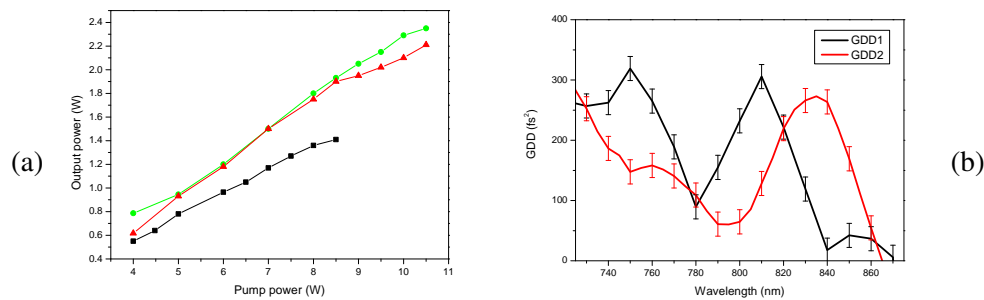 (a)
Output power (W)
2.4
2.2
2.0
1.8
1.6
1.4
1.2
1.0
0.8
0.6
0.4
4 5 6 7 8 9 10 11
Pump power (W)
GDD1
GDD2
GDD (fs²)
400
300
200
100
0
740 760 780 800 820 840 860
Wavelength (nm)
(b)